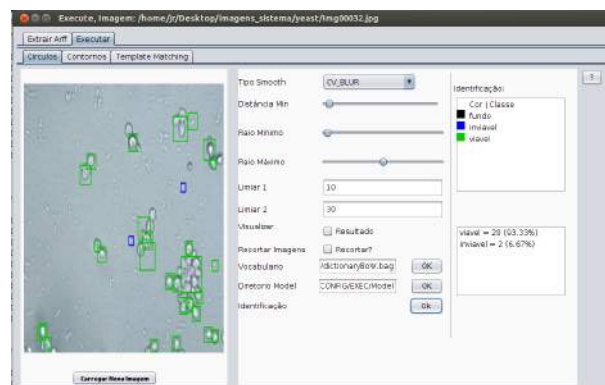 Execute, Imagem: /home/jr/Desktop/imagens_sistema/yeast/Img00032.jpg
Extrair Arff Executar
Círculos Contornos Template Matching
Tipo Smooth CV_BLUR
Distância Min
Raio Mínimo
Raio Máximo
Limiar 1 10
Limiar 2 30
Visualizar Resultado
Recortar Imagens Recortar?
Vocabulario /dictionaryBoW.bag OK
Diretorio Model CONFIG/EXEC/Model OK
Identificação Ok
Carregar Nova Imagem
Identificação:
Cor | Classe
fundo
inviavel
viavel
viavel = 28 (93.33%)
inviavel = 2 (6.67%)